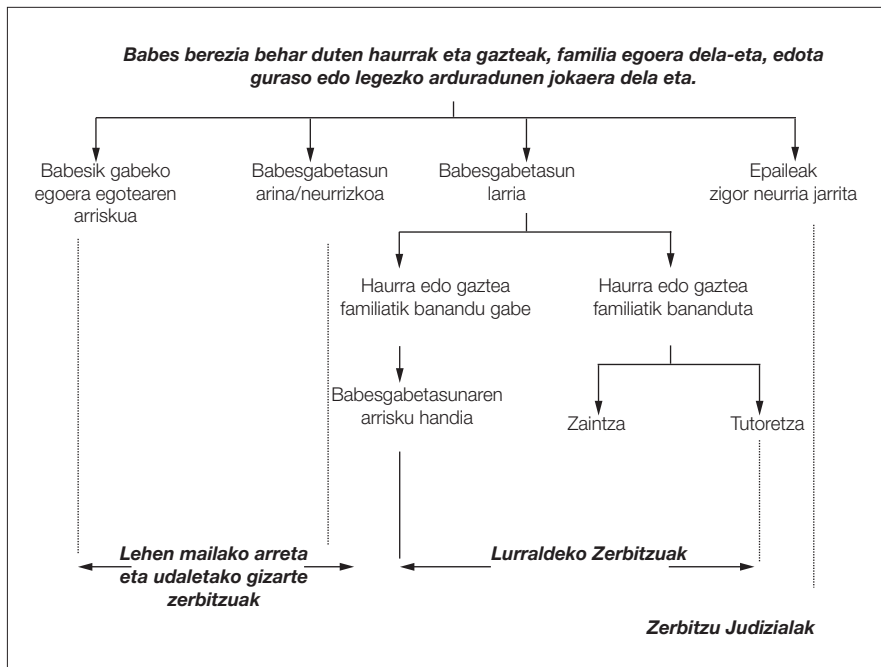 Babes berezia behar duten haurrak eta gazteak, familia egoera dela-eta, edota
guraso edo legezko arduradunen jokaera dela eta.
Babesik gabeko
egoera egotearen
arriskua
Babesgabetasun
arina/neurrizkoa
Babesgabetasun
larria
Epaileak
zigor neurria jarrita
Haurra edo gaztea
familiatik banandu gabe
Haurra edo gaztea
familiatik bananduta
Babesgabetasunaren
arrisku handia
Zaintza
Tutoretza
Lehen mailako arreta
eta udaletako gizarte
zerbitzuak
Lurraldeko Zerbitzuak
Zerbitzu Judizialak